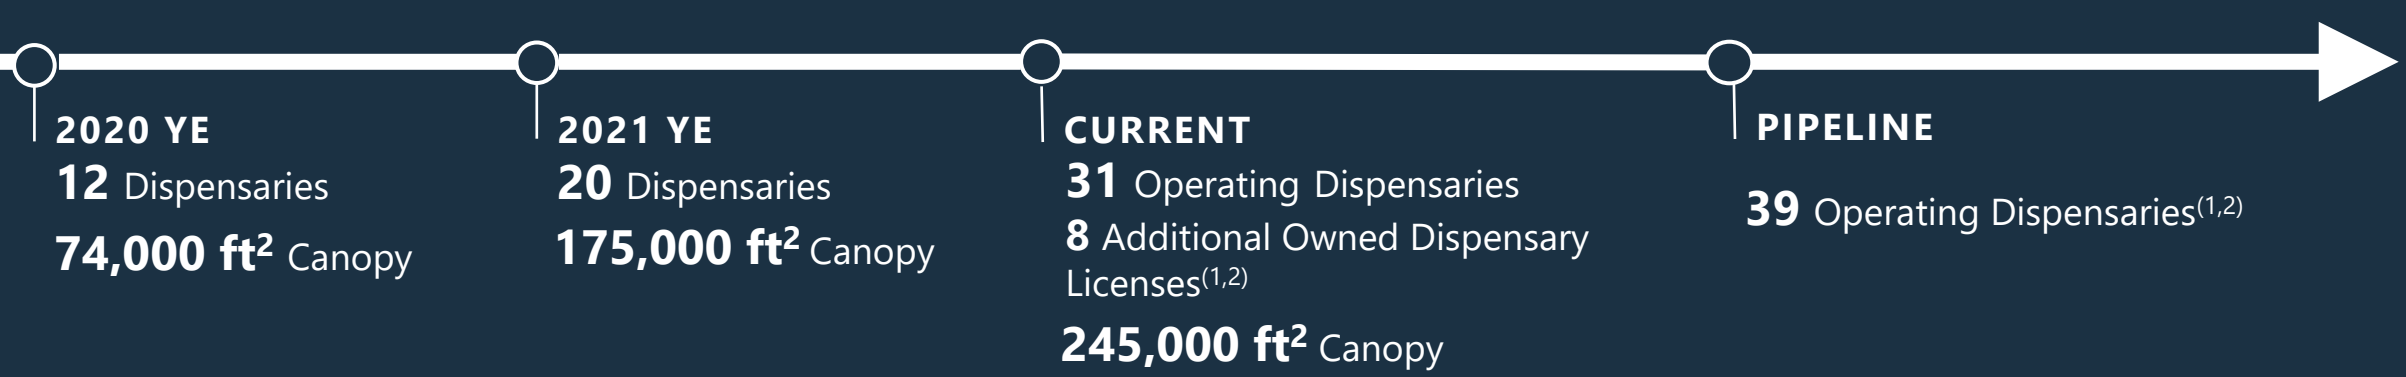 2020 YE
12 Dispensaries
74,000 ft² Canopy
2021 YE
20 Dispensaries
175,000 ft² Canopy
CURRENT
31 Operating Dispensaries
8 Additional Owned Dispensary
Licenses(1,2)
245,000 ft² Canopy
PIPELINE
39 Operating Dispensaries(1,2)